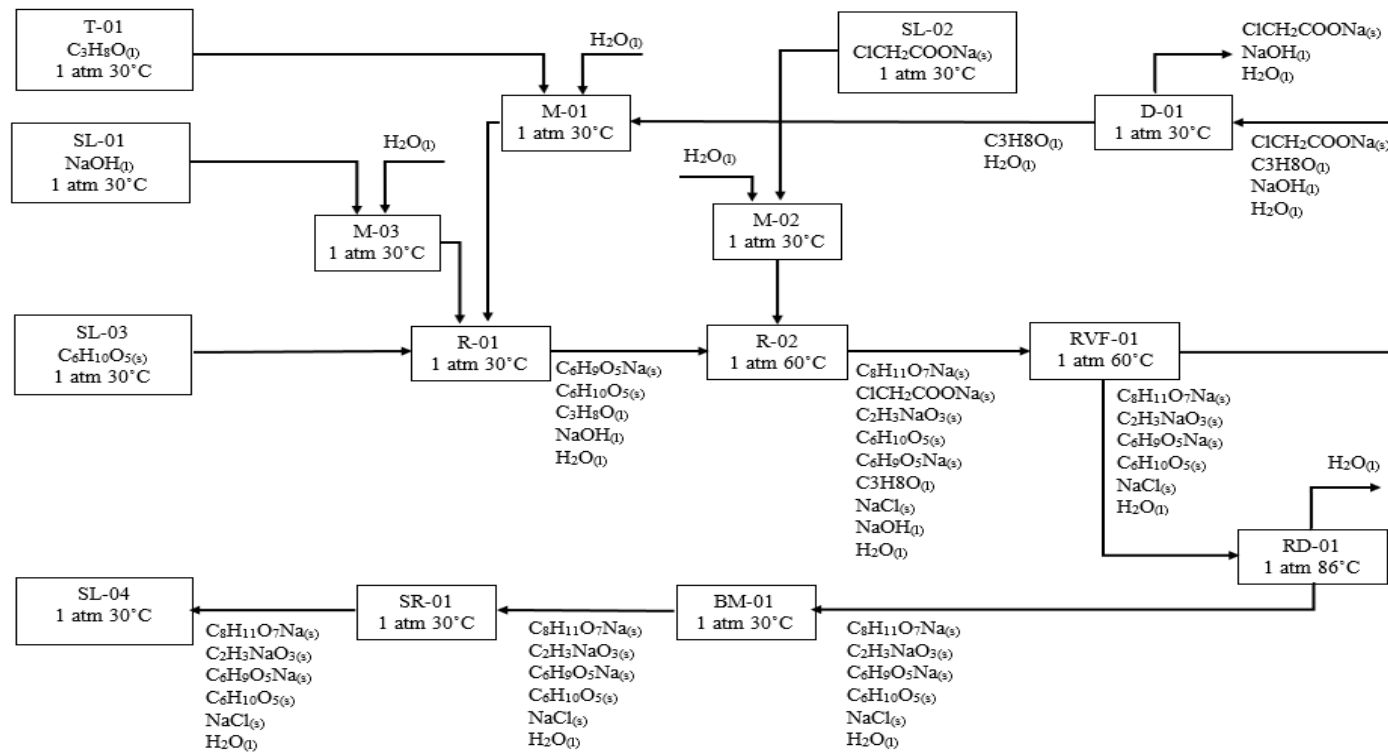 T-01
C₃H₈O(l)
1 atm 30˚C
H₂O(l)
SL-02
ClCH₂COONa(s)
1 atm 30˚C
ClCH₂COONa(s)
NaOH(l)
H₂O(l)
M-01
1 atm 30˚C
D-01
1 atm 30˚C
SL-01
NaOH(l)
1 atm 30˚C
H₂O(l)
H₂O(l)
C3H8O(l)
H₂O(l)
ClCH₂COONa(s)
C3H8O(l)
NaOH(l)
H₂O(l)
M-03
1 atm 30˚C
M-02
1 atm 30˚C
SL-03
C₆H₁₀O₅(s)
1 atm 30˚C
R-01
1 atm 30˚C
C₆H₉O₅Na(s)
C₆H₁₀O₅(s)
C₃H₈O(l)
NaOH(l)
H₂O(l)
R-02
1 atm 60˚C
C₈H₁₁O₇Na(s)
ClCH₂COONa(s)
C₂H₃NaO₃(s)
C₆H₁₀O₅(s)
C₆H₉O₅Na(s)
C3H8O(l)
NaCl(s)
NaOH(l)
H₂O(l)
RVF-01
1 atm 60˚C
C₈H₁₁O₇Na(s)
C₂H₃NaO₃(s)
C₆H₉O₅Na(s)
C₆H₁₀O₅(s)
NaCl(s)
H₂O(l)
H₂O(l)
RD-01
1 atm 86˚C
SL-04
1 atm 30˚C
C₈H₁₁O₇Na(s)
C₂H₃NaO₃(s)
C₆H₉O₅Na(s)
C₆H₁₀O₅(s)
NaCl(s)
H₂O(l)
SR-01
1 atm 30˚C
C₈H₁₁O₇Na(s)
C₂H₃NaO₃(s)
C₆H₉O₅Na(s)
C₆H₁₀O₅(s)
NaCl(s)
H₂O(l)
BM-01
1 atm 30˚C
C₈H₁₁O₇Na(s)
C₂H₃NaO₃(s)
C₆H₉O₅Na(s)
C₆H₁₀O₅(s)
NaCl(s)
H₂O(l)